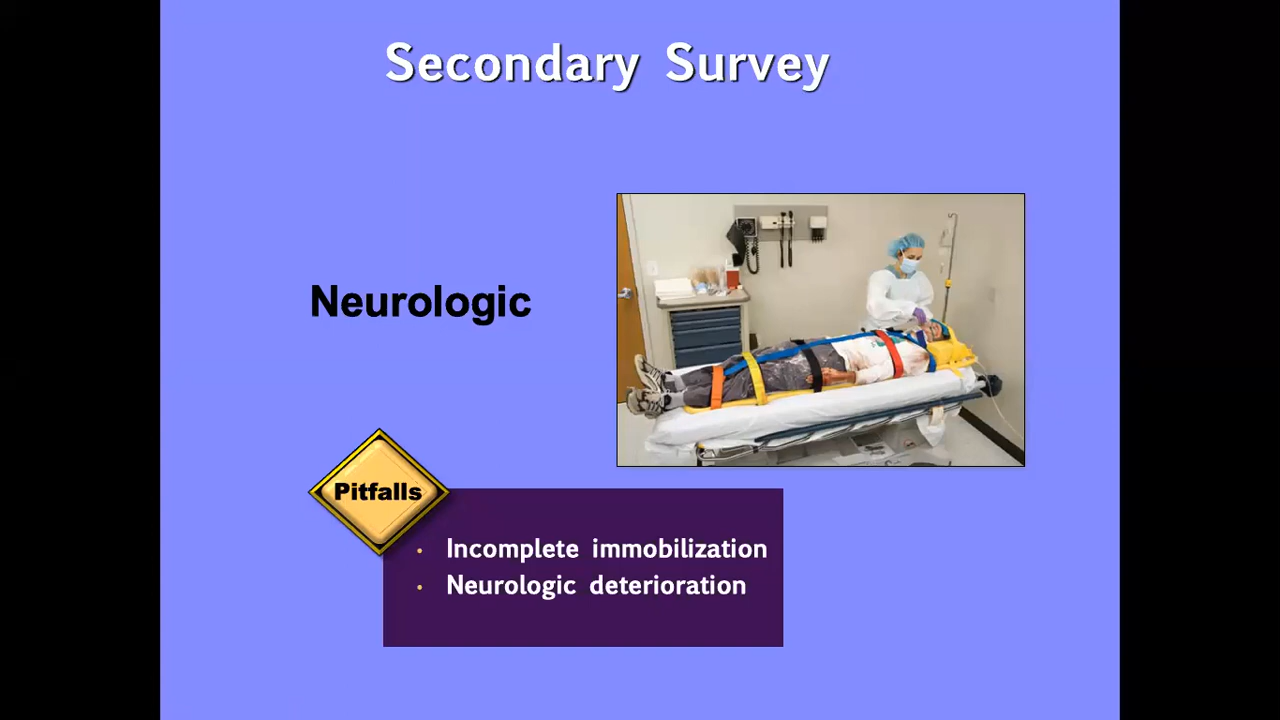 Secondary Survey
Neurologic
Pitfalls
• Incomplete immobilization
• Neurologic deterioration